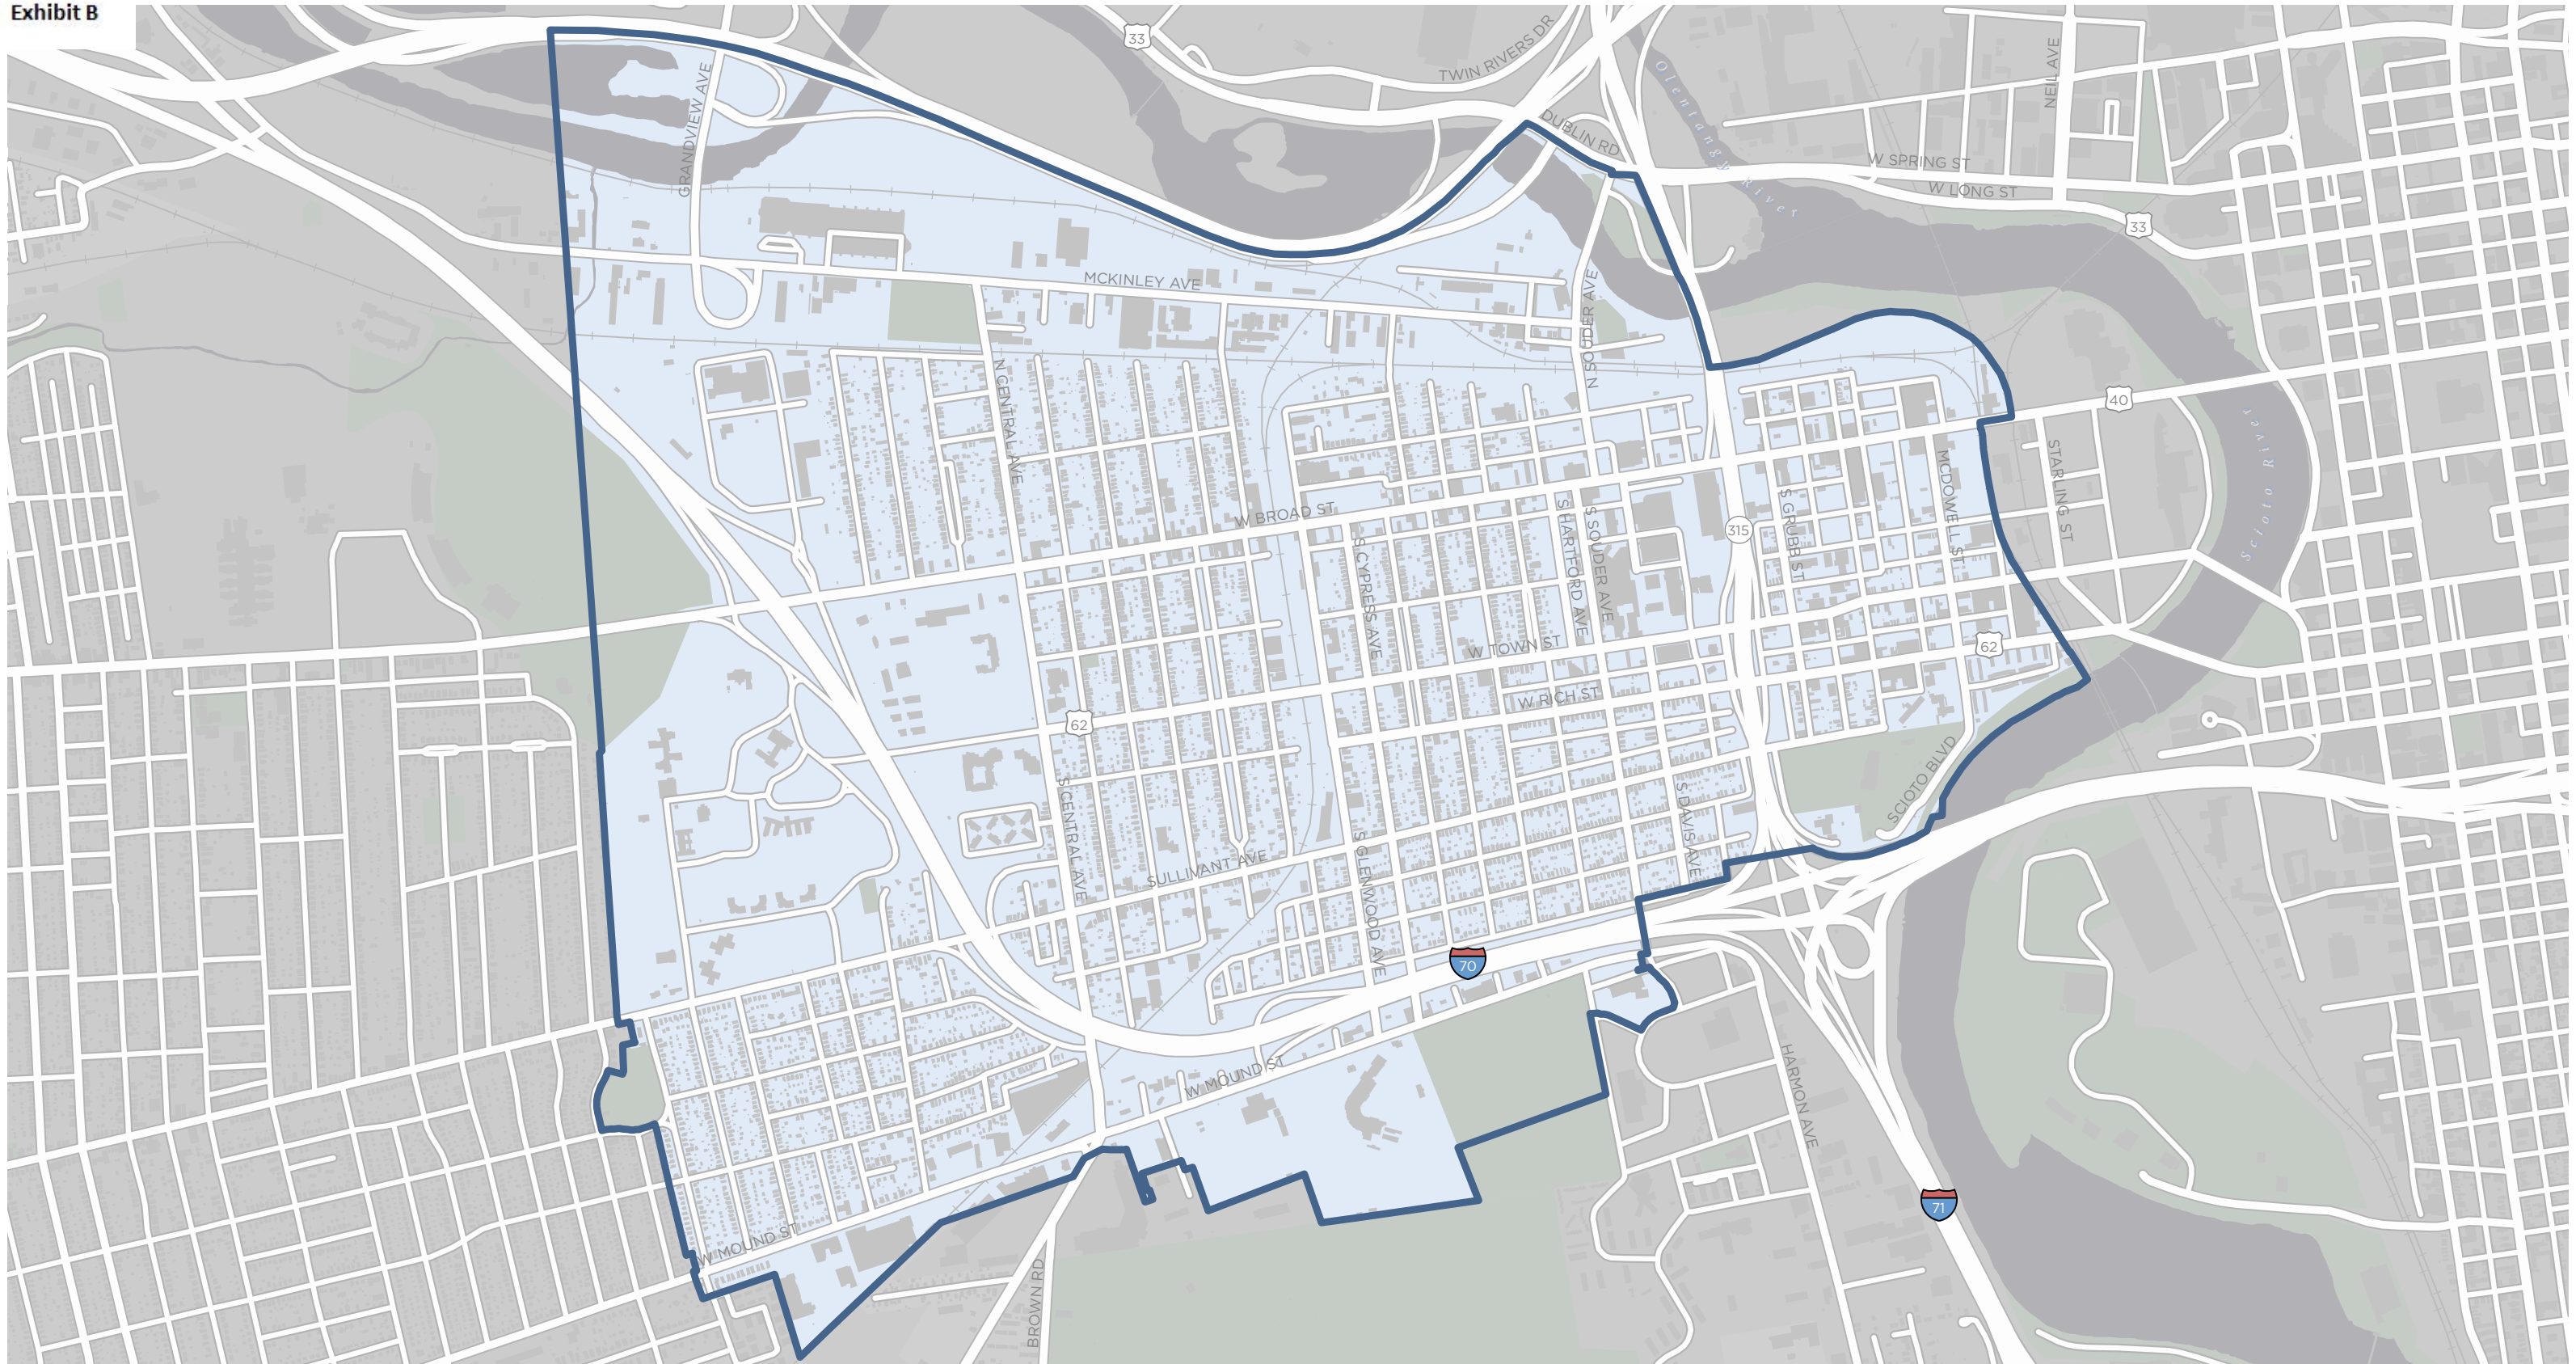 Exhibit B
33
TWIN RIVERS DR
NEIL AVE
Olentangy River
GRANDVIEW AVE
DUBLIN RD
W SPRING ST
W LONG ST
33
MCKINLEY AVE
N SOUDER AVE
N CENTRAL AVE
40
STARLING ST
MCDOWELL ST
Scioto River
W BROAD ST
S GRUBB ST
315
S CYPRESS AVE
S HARTFORD AVE
S SOUDER AVE
W TOWN ST
62
W RICH ST
62
SCIOTO BLVD
S CENTRAL AVE
S DAVIS AVE
SULLIVANT AVE
S GLENWOOD AVE
70
W MOUND ST
HARMON AVE
71
W MOUND ST
BROWN RD